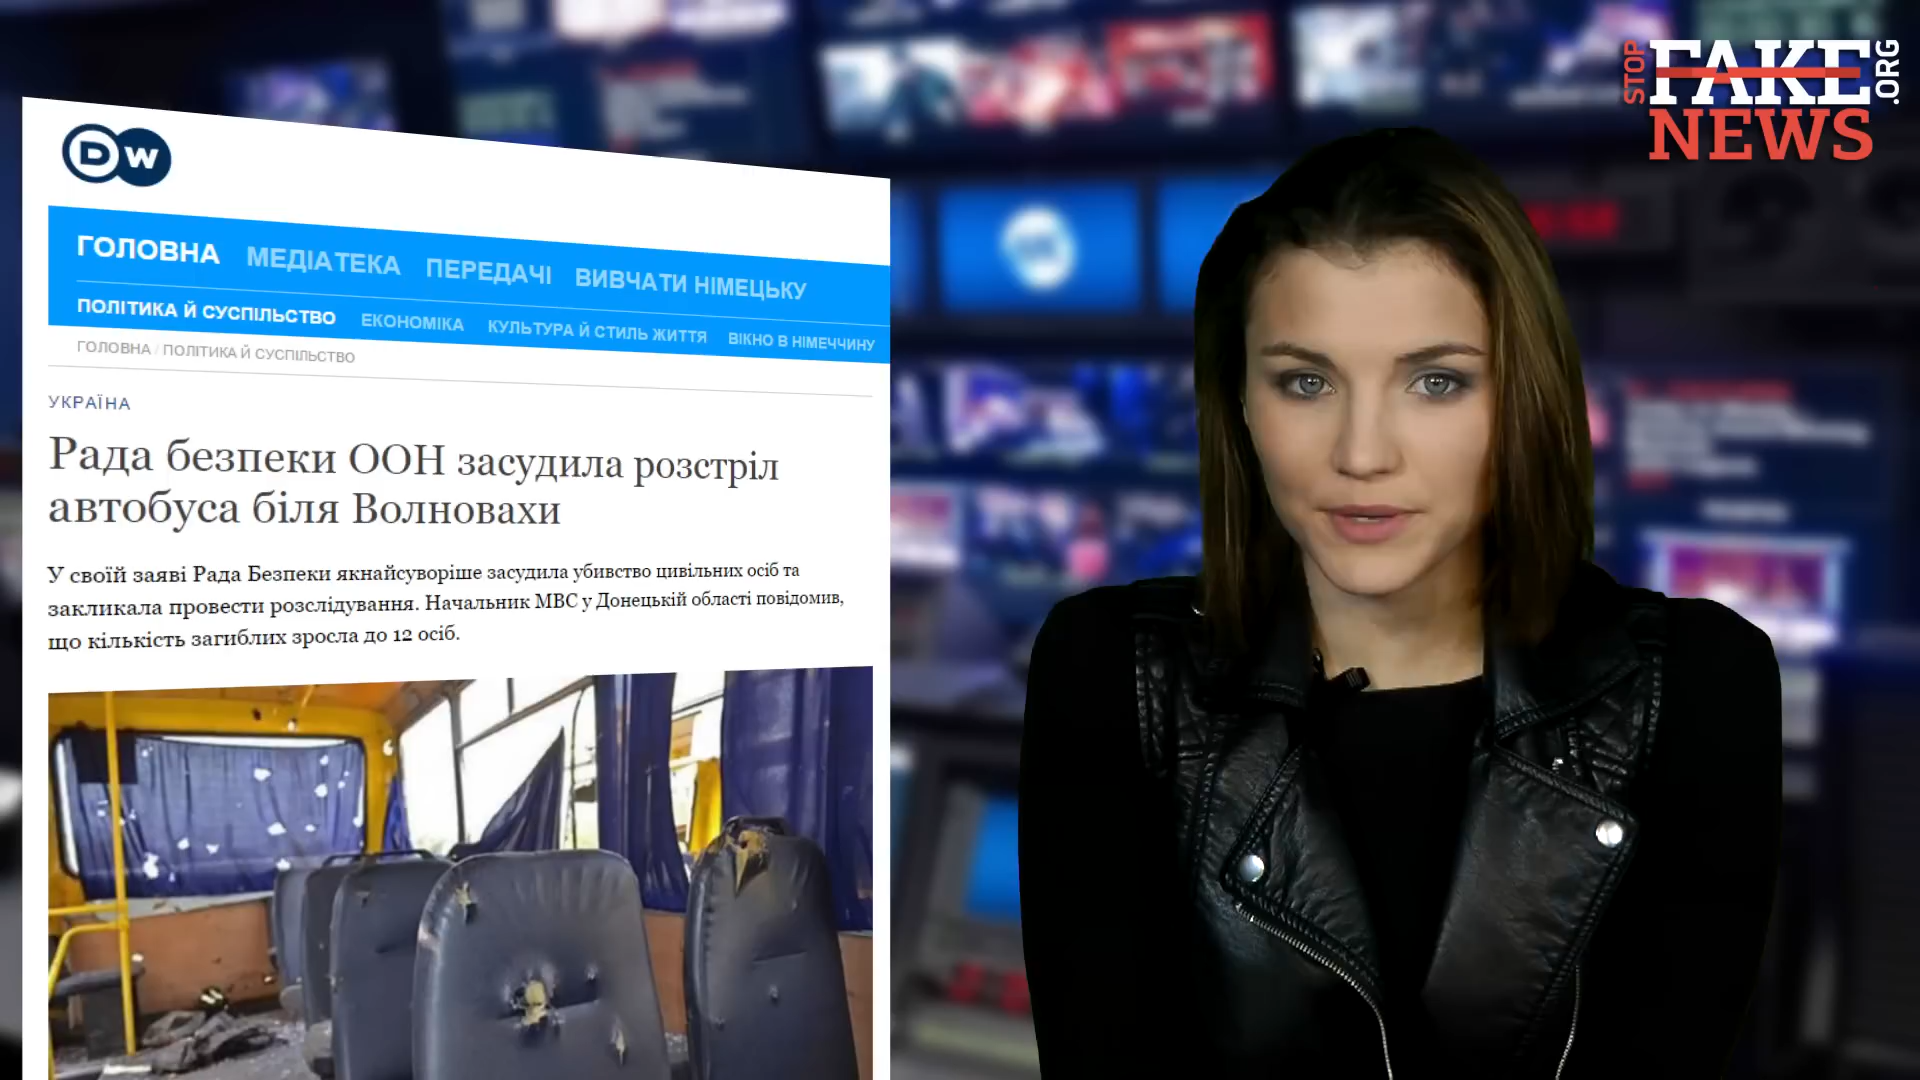 STOP FAKE .ORG
NEWS
DW
ГОЛОВНА МЕДІАТЕКА ПЕРЕДАЧІ ВИВЧАТИ НІМЕЦЬКУ
ПОЛІТИКА Й СУСПІЛЬСТВО ЕКОНОМІКА КУЛЬТУРА Й СТИЛЬ ЖИТТЯ ВІКНО В НІМЕЧЧИНУ
ГОЛОВНА / ПОЛІТИКА Й СУСПІЛЬСТВО
УКРАЇНА
Рада безпеки ООН засудила розстріл
автобуса біля Волновахи
У своїй заяві Рада Безпеки якнайсуворіше засудила убивство цивільних осіб та
закликала провести розслідування. Начальник МВС у Донецькій області повідомив,
що кількість загиблих зросла до 12 осіб.